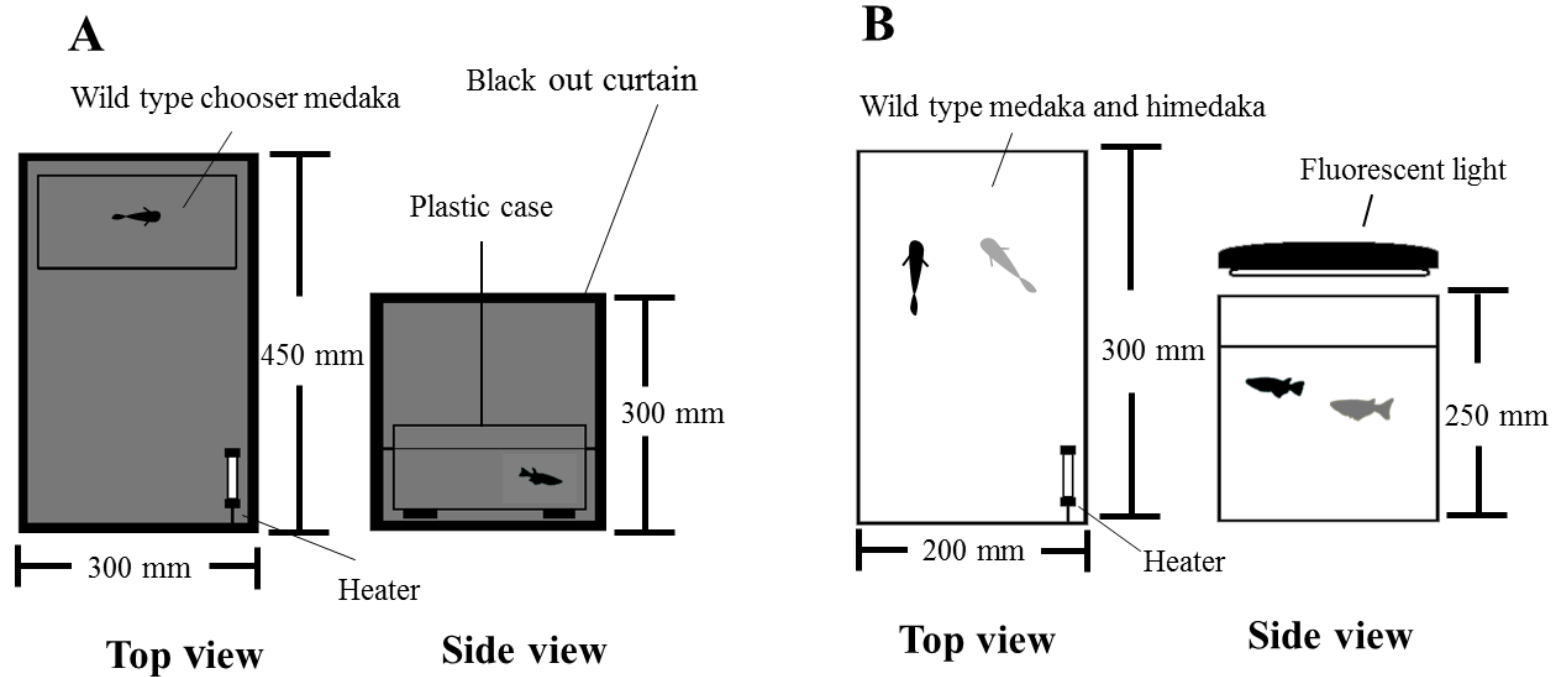 A
Wild type chooser medaka
Black out curtain
Plastic case
450 mm
300 mm
300 mm
Heater
Top view
Side view
B
Wild type medaka and himedaka
Fluorescent light
300 mm
250 mm
200 mm
Heater
Top view
Side view